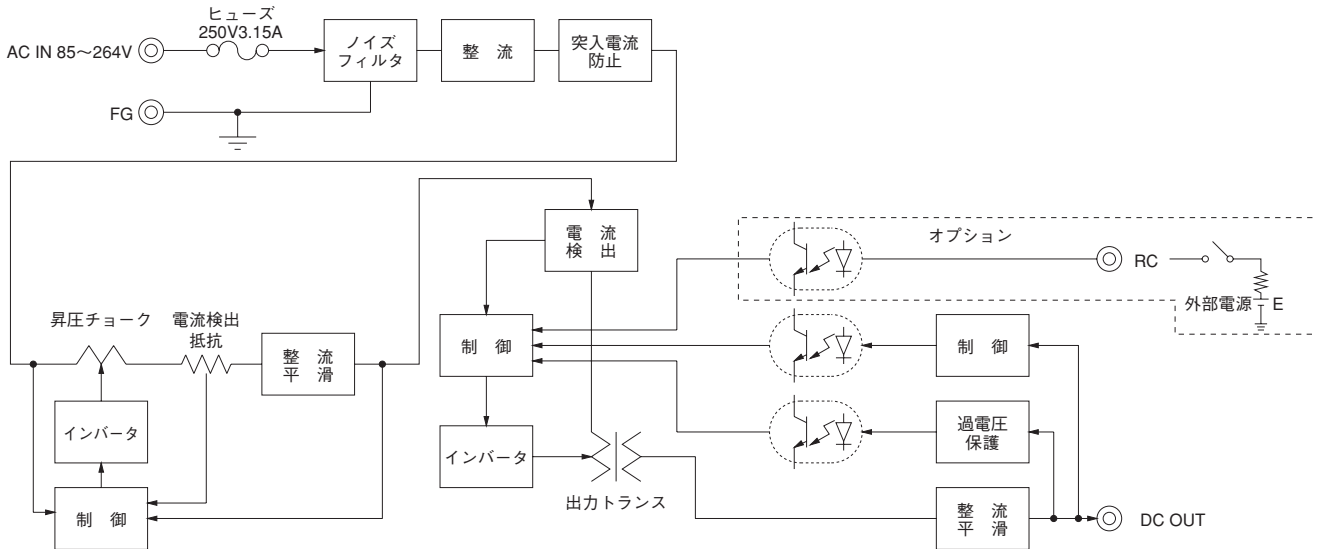 ヒューズ
250V3.15A
AC IN 85～264V
ノイズ
フィルタ
整 流
突入電流
防止
FG
電 流
検 出
オプション
RC
外部電源
E
昇圧チョーク
電流検出
抵抗
整 流
平 滑
制 御
制 御
インバータ
過電圧
保護
インバータ
出力トランス
制 御
整 流
平 滑
DC OUT